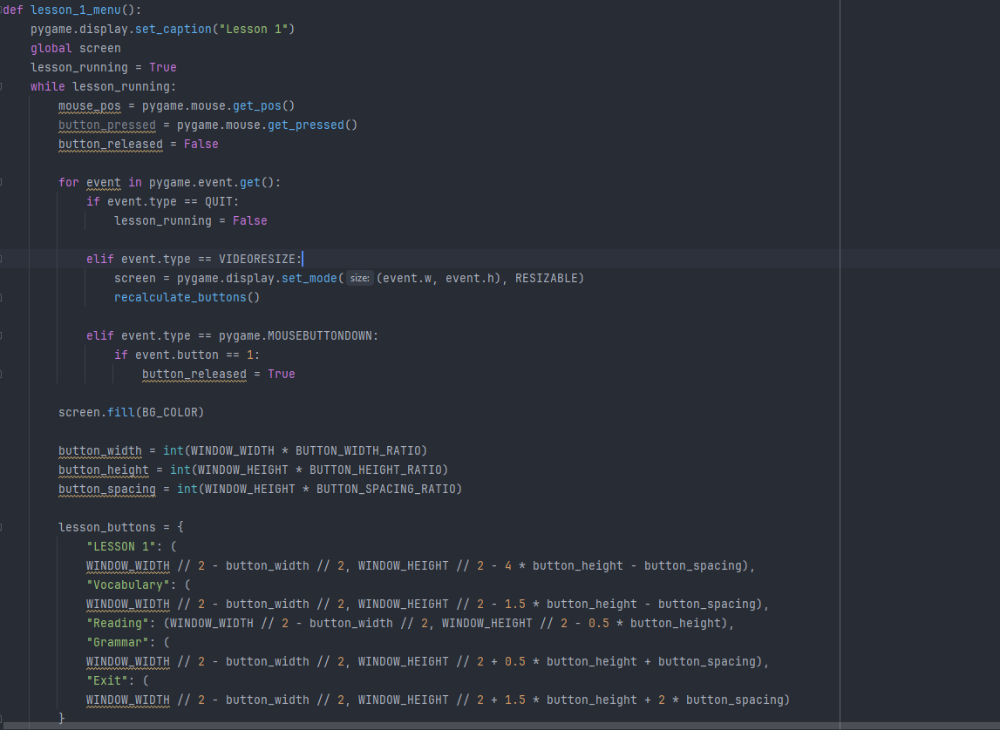 def lesson_1_menu():
    pygame.display.set_caption("Lesson 1")
    global screen
    lesson_running = True
    while lesson_running:
        mouse_pos = pygame.mouse.get_pos()
        button_pressed = pygame.mouse.get_pressed()
        button_released = False

        for event in pygame.event.get():
            if event.type == QUIT:
                lesson_running = False

            elif event.type == VIDEORESIZE:
                screen = pygame.display.set_mode( size: (event.w, event.h), RESIZABLE)
                recalculate_buttons()

            elif event.type == pygame.MOUSEBUTTONDOWN:
                if event.button == 1:
                    button_released = True

        screen.fill(BG_COLOR)

        button_width = int(WINDOW_WIDTH * BUTTON_WIDTH_RATIO)
        button_height = int(WINDOW_HEIGHT * BUTTON_HEIGHT_RATIO)
        button_spacing = int(WINDOW_HEIGHT * BUTTON_SPACING_RATIO)

        lesson_buttons = {
            "LESSON 1": (
            WINDOW_WIDTH // 2 - button_width // 2, WINDOW_HEIGHT // 2 - 4 * button_height - button_spacing),
            "Vocabulary": (
            WINDOW_WIDTH // 2 - button_width // 2, WINDOW_HEIGHT // 2 - 1.5 * button_height - button_spacing),
            "Reading": (WINDOW_WIDTH // 2 - button_width // 2, WINDOW_HEIGHT // 2 - 0.5 * button_height),
            "Grammar": (
            WINDOW_WIDTH // 2 - button_width // 2, WINDOW_HEIGHT // 2 + 0.5 * button_height + button_spacing),
            "Exit": (
            WINDOW_WIDTH // 2 - button_width // 2, WINDOW_HEIGHT // 2 + 1.5 * button_height + 2 * button_spacing)
        }